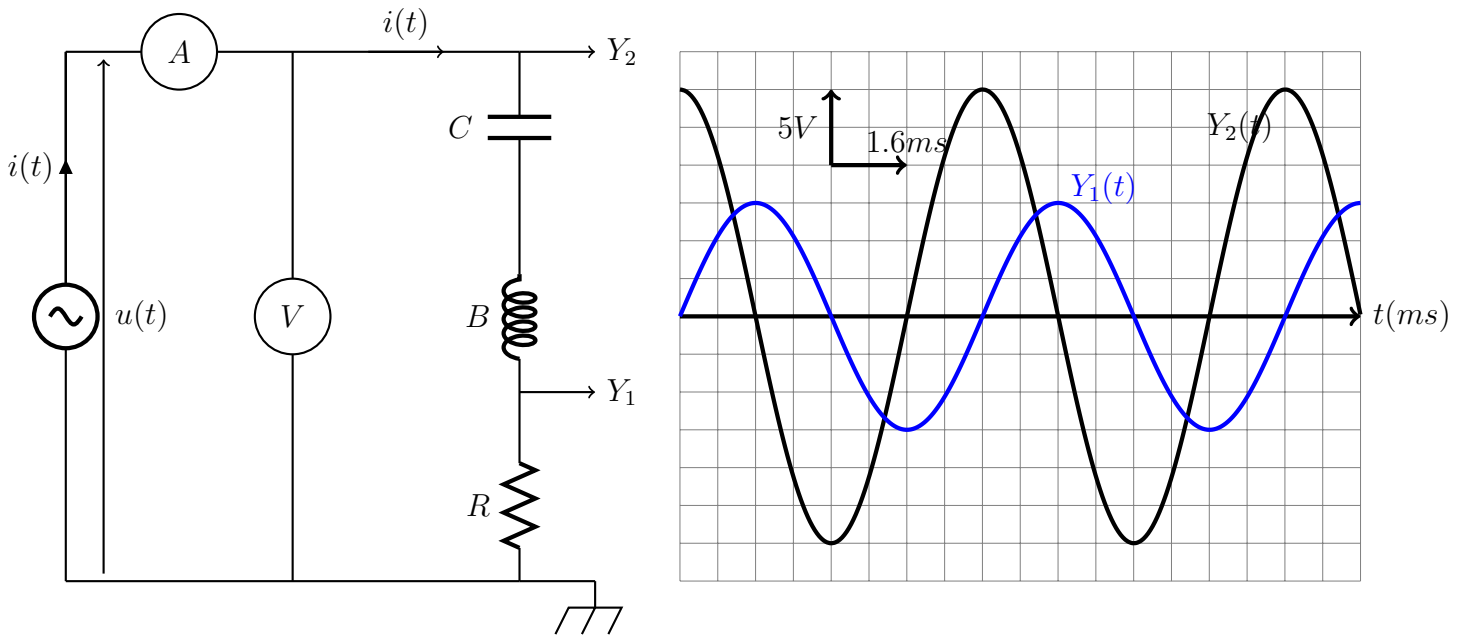 i(t)
A
Y₂
C
i(t)
u(t)
V
B
Y₁
R
5V
1.6ms
Y₂(t)
Y₁(t)
t(ms)